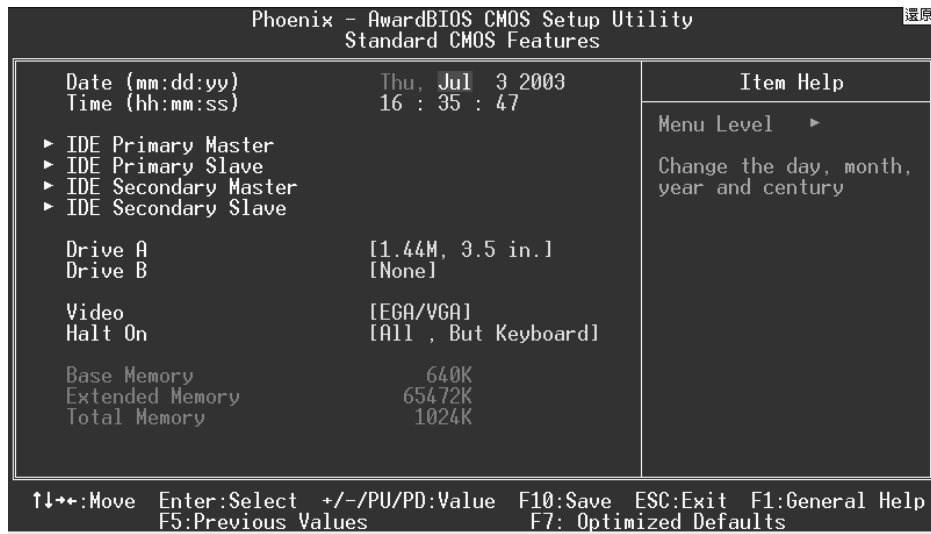 Phoenix - AwardBIOS CMOS Setup Utility
還原
Standard CMOS Features
Date (mm:dd:yy) Thu, Jul 3 2003
Time (hh:mm:ss) 16 : 35 : 47
► IDE Primary Master
► IDE Primary Slave
► IDE Secondary Master
► IDE Secondary Slave
Drive A [1.44M, 3.5 in.]
Drive B [None]
Video [EGA/VGA]
Halt On [All , But Keyboard]
Base Memory 640K
Extended Memory 65472K
Total Memory 1024K
Item Help
Menu Level ►
Change the day, month,
year and century
↑↓→←:Move Enter:Select +/-/PU/PD:Value F10:Save ESC:Exit F1:General Help
F5:Previous Values F7: Optimized Defaults